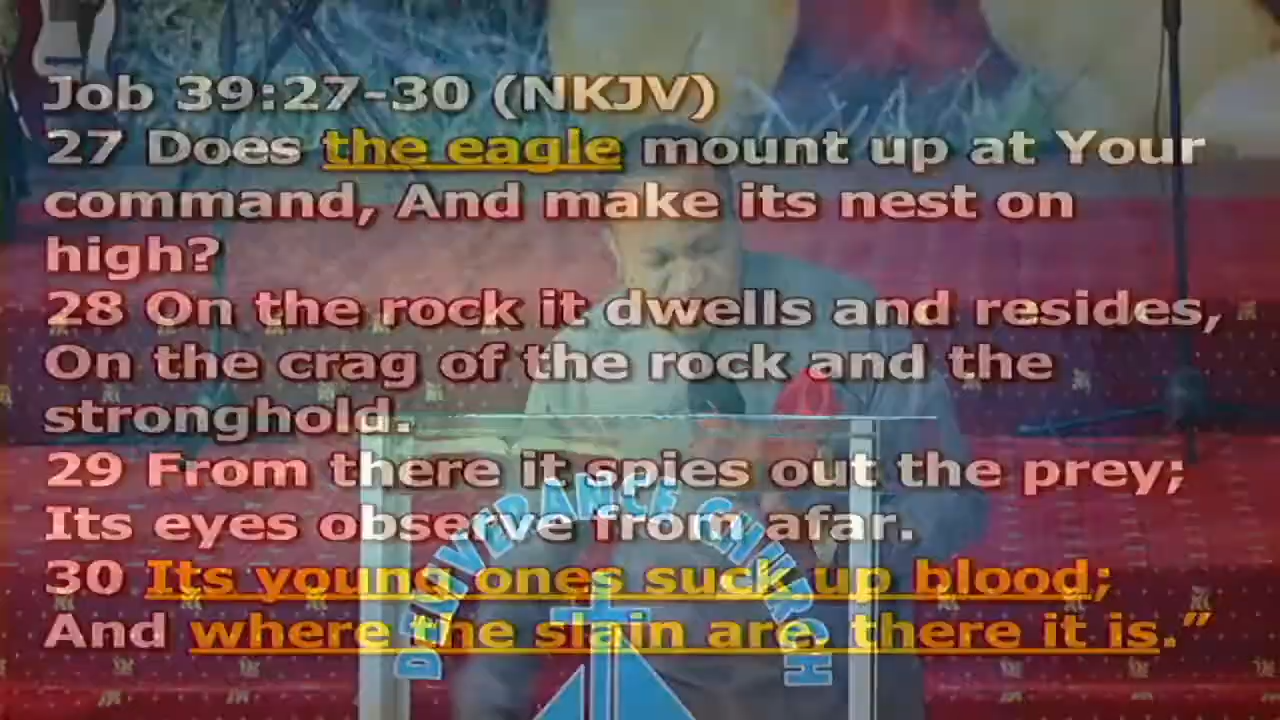 Job 39:27-30 (NKJV)
27 Does the eagle mount up at Your
command, And make its nest on
high?
28 On the rock it dwells and resides,
On the crag of the rock and the
stronghold.
29 From there it spies out the prey;
Its eyes observe from afar.
30 Its young ones suck up blood;
And where the slain are, there it is.”
DELIVERANCE CHURCH